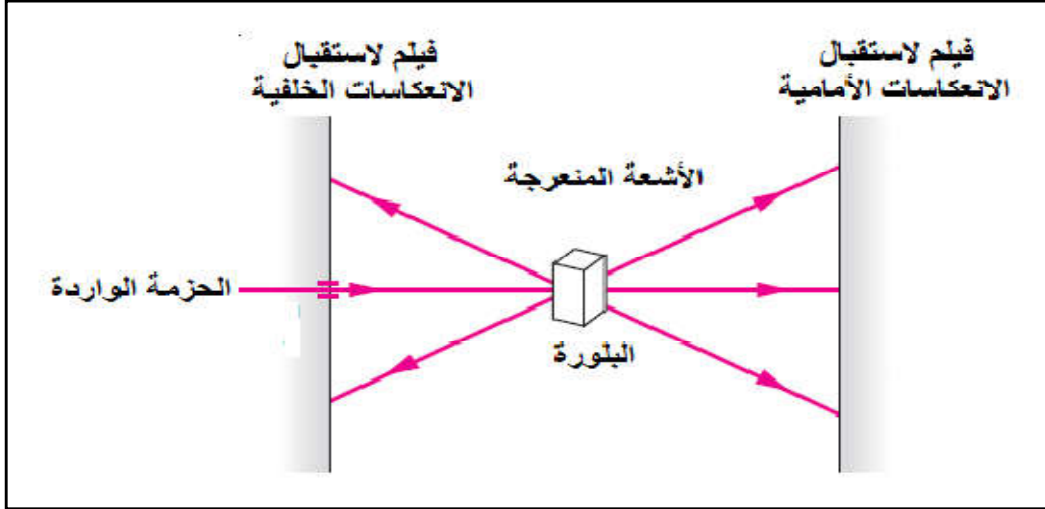 فيلم لاستقبال
الانعكاسات الأمامية
فيلم لاستقبال
الانعكاسات الخلفية
الأشعة المنعرجة
الحزمة الواردة
البلورة